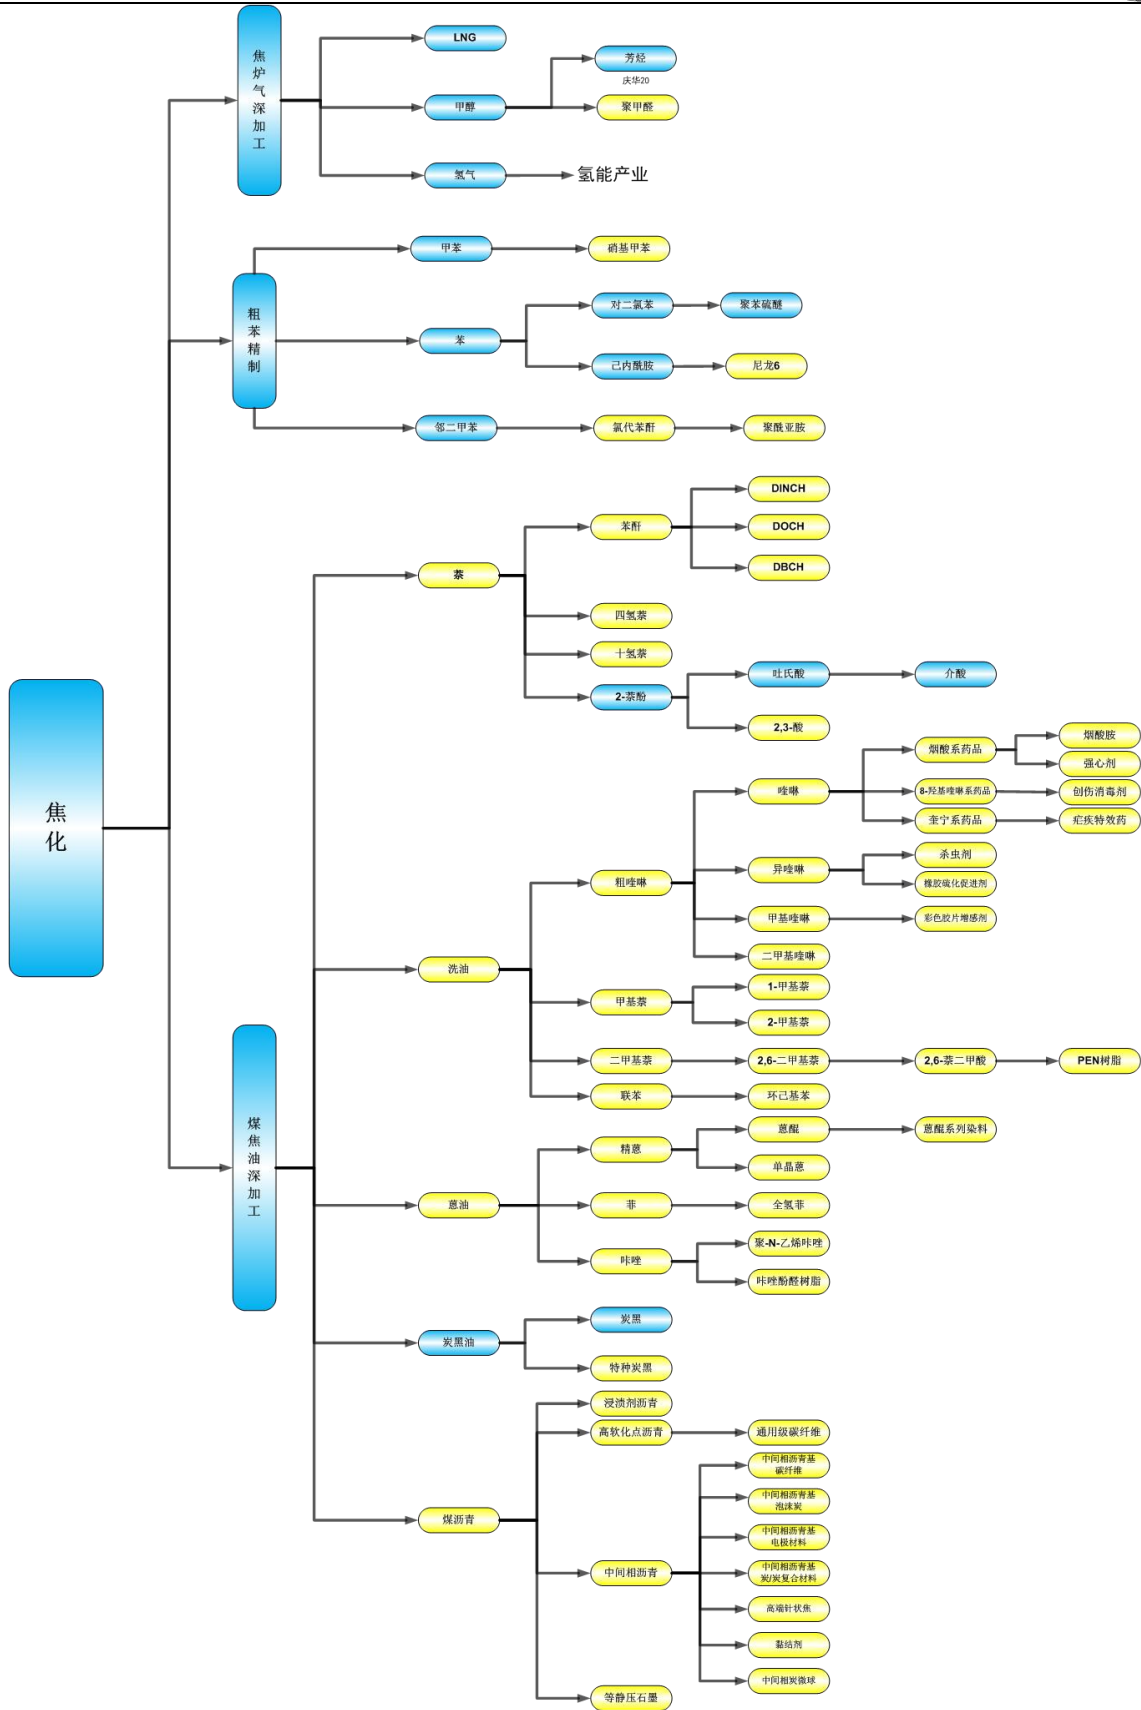 焦炉气深加工
LNG
甲醇
芳烃
庆华20
聚甲醛
氢气
氢能产业
粗苯精制
甲苯
硝基甲苯
苯
对二氯苯
聚苯硫醚
己内酰胺
尼龙6
邻二甲苯
氯代苯酐
聚酰亚胺
焦化
煤焦油深加工
萘
苯酐
DINCH
DOCH
DBCH
四氢萘
十氢萘
2-萘酚
吐氏酸
介酸
2,3-酸
洗油
粗喹啉
喹啉
烟酸系药品
烟酸胺
强心剂
8-羟基喹啉系药品
创伤消毒剂
奎宁系药品
疟疾特效药
异喹啉
杀虫剂
橡胶硫化促进剂
甲基喹啉
彩色胶片增感剂
二甲基喹啉
甲基萘
1-甲基萘
2-甲基萘
二甲基萘
2,6-二甲基萘
2,6-萘二甲酸
PEN树脂
联苯
环己基苯
蒽油
精蒽
蒽醌
蒽醌系列染料
单晶蒽
菲
全氢菲
咔唑
聚-N-乙烯咔唑
咔唑酚醛树脂
炭黑油
炭黑
特种炭黑
煤沥青
浸渍剂沥青
高软化点沥青
通用级碳纤维
中间相沥青
中间相沥青基
碳纤维
中间相沥青基
泡沫炭
中间相沥青基
电极材料
中间相沥青基
炭/炭复合材料
高端针状焦
黏结剂
中间相炭微球
等静压石墨